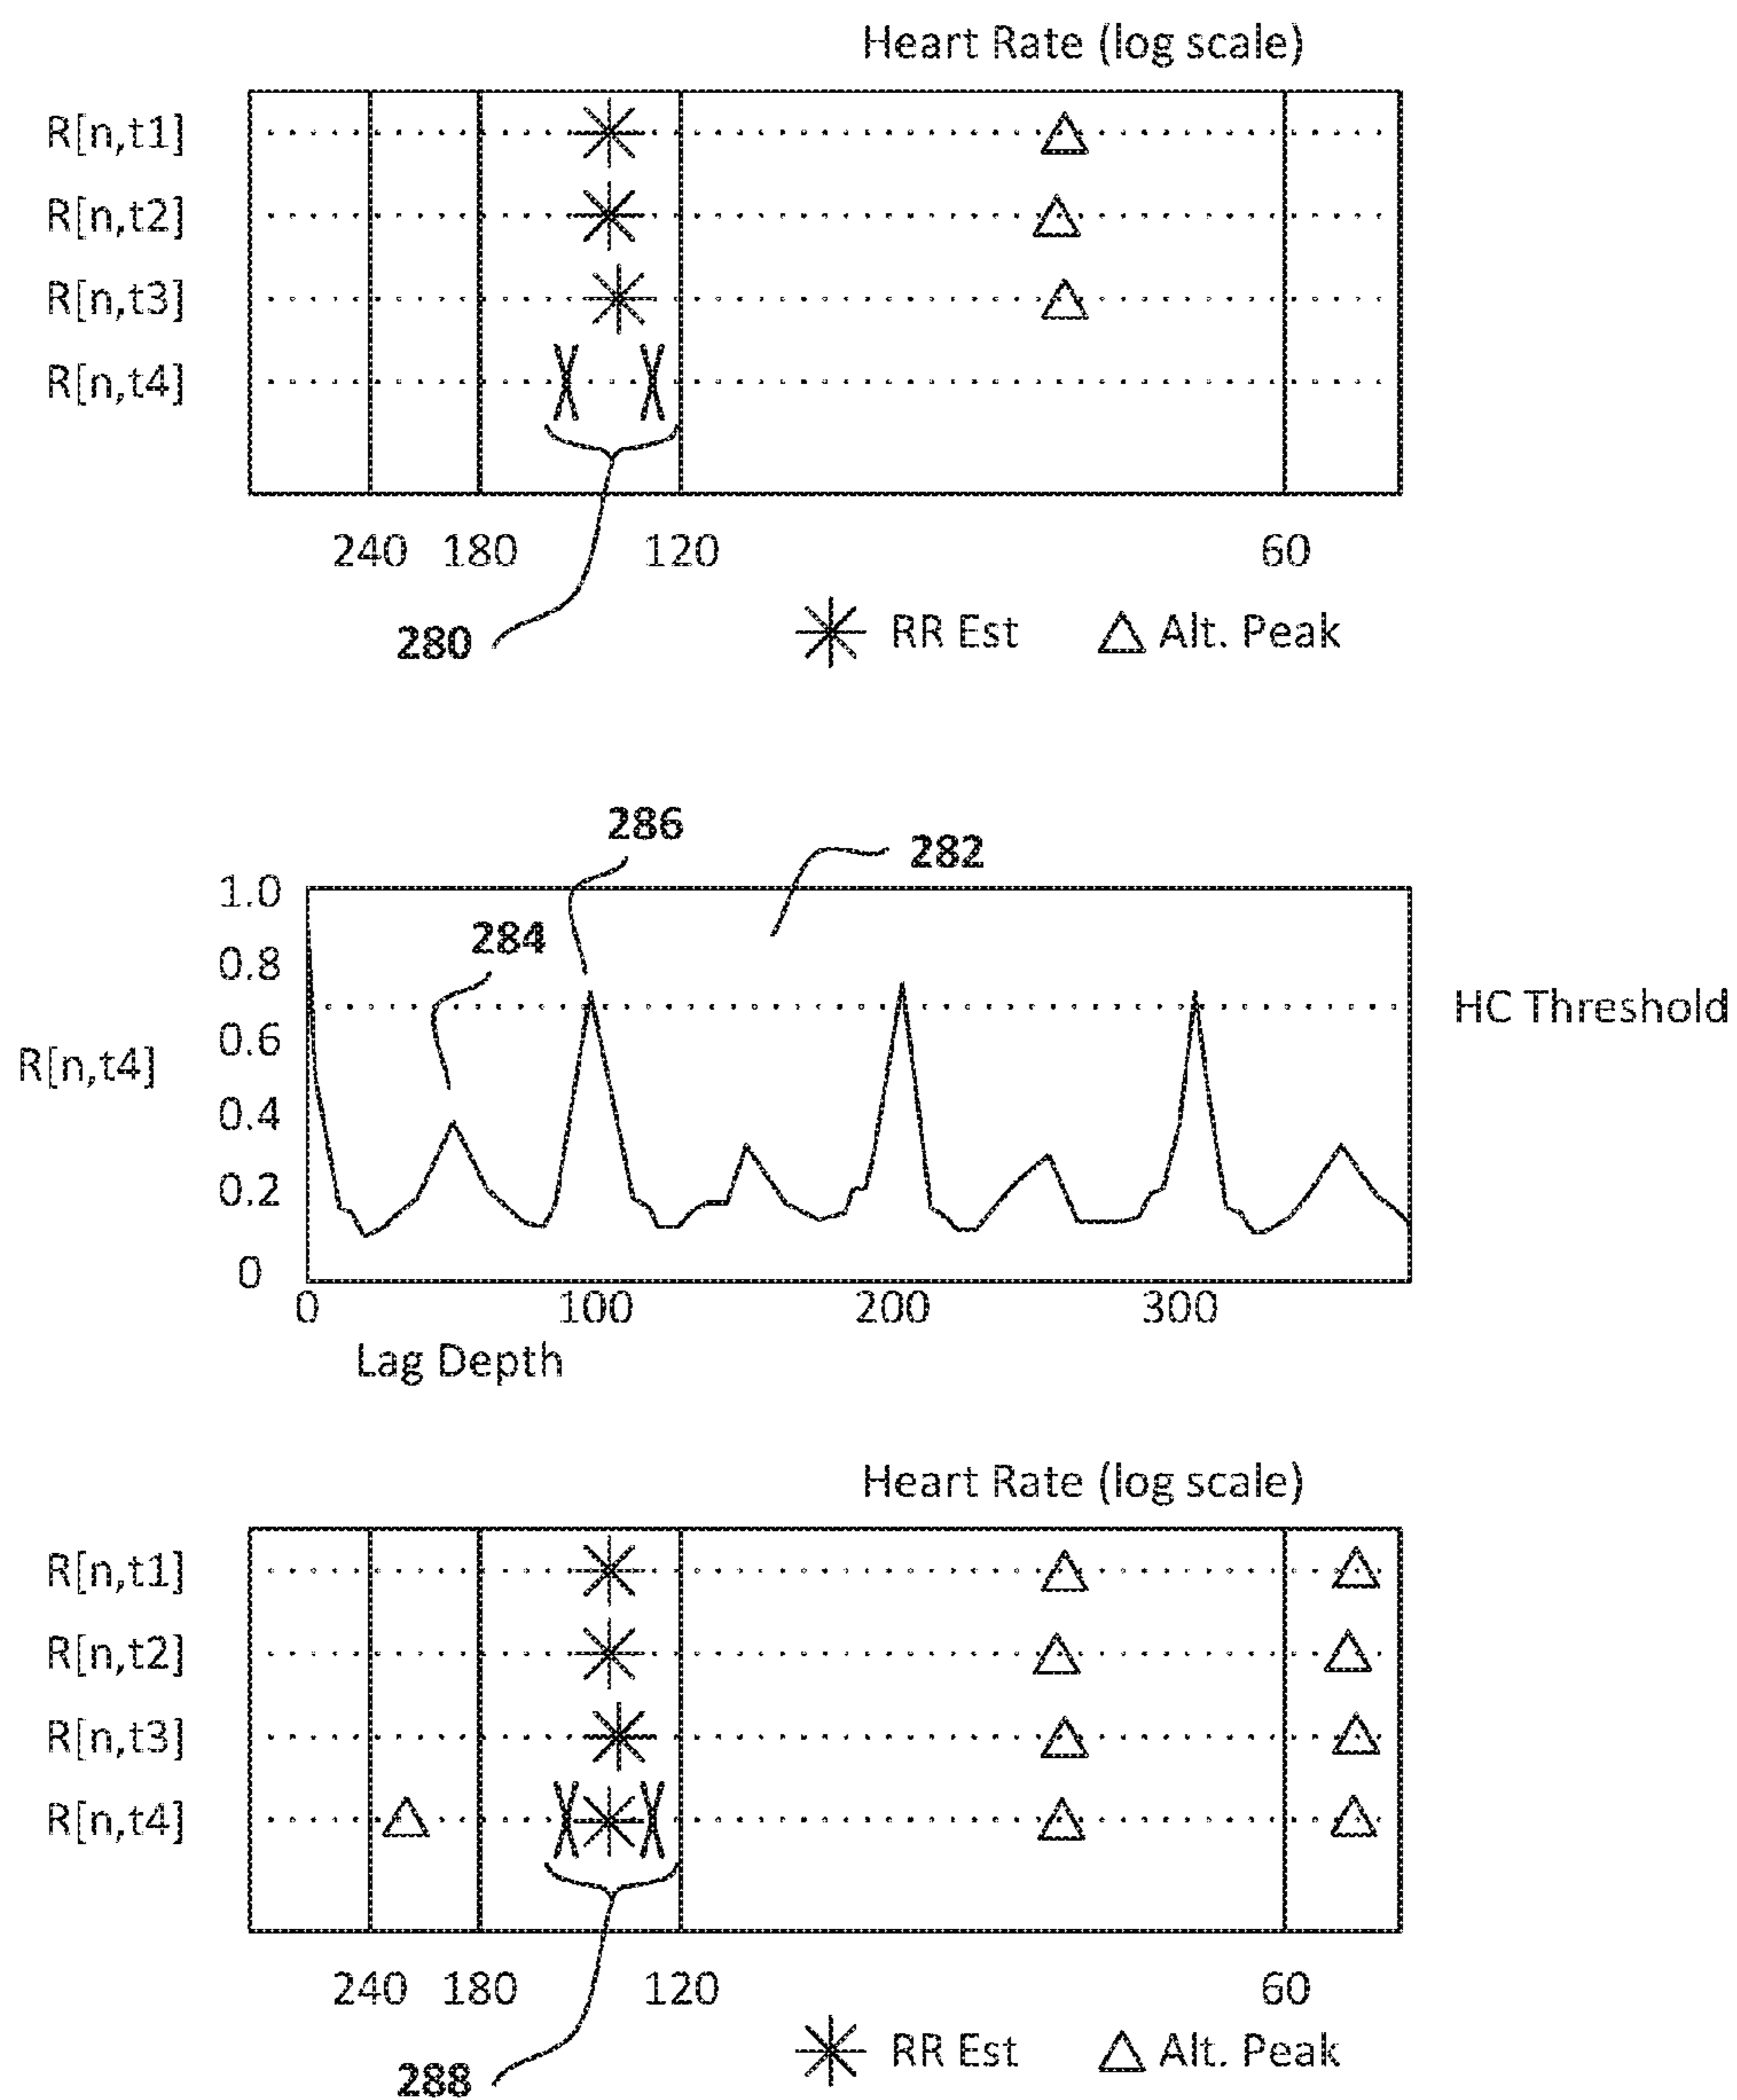 Heart Rate (log scale)
R[n,t1]
R[n,t2]
R[n,t3]
R[n,t4]
240 180 120 60
280
RR Est Alt. Peak
286
282
1.0
284
0.8
HC Threshold
0.6
R[n,t4]
0.4
0.2
0
0 100 200 300
Lag Depth
Heart Rate (log scale)
R[n,t1]
R[n,t2]
R[n,t3]
R[n,t4]
240 180 120 60
RR Est Alt. Peak
288